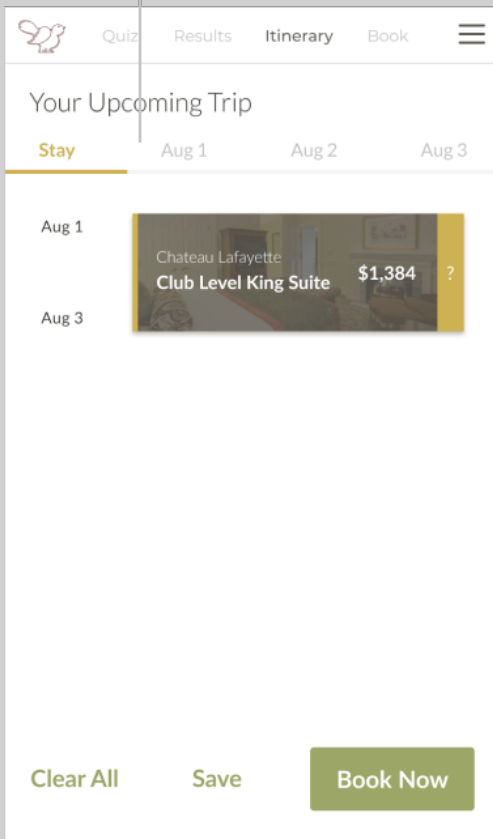 Quiz Results Itinerary Book
Your Upcoming Trip
Stay Aug 1 Aug 2 Aug 3
Aug 1
Chateau Lafayette
Club Level King Suite $1,384 ?
Aug 3
Clear All Save Book Now